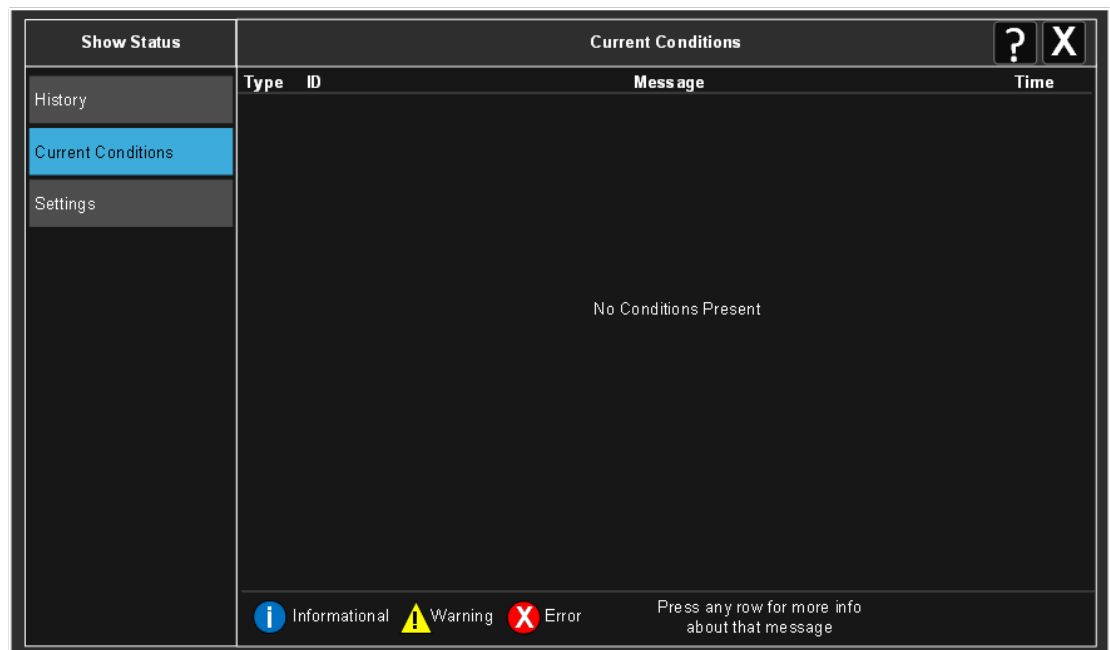 Show Status
Current Conditions
? X
History
Current Conditions
Settings
Type ID Message Time
No Conditions Present
i Informational ! Warning X Error
Press any row for more info
about that message